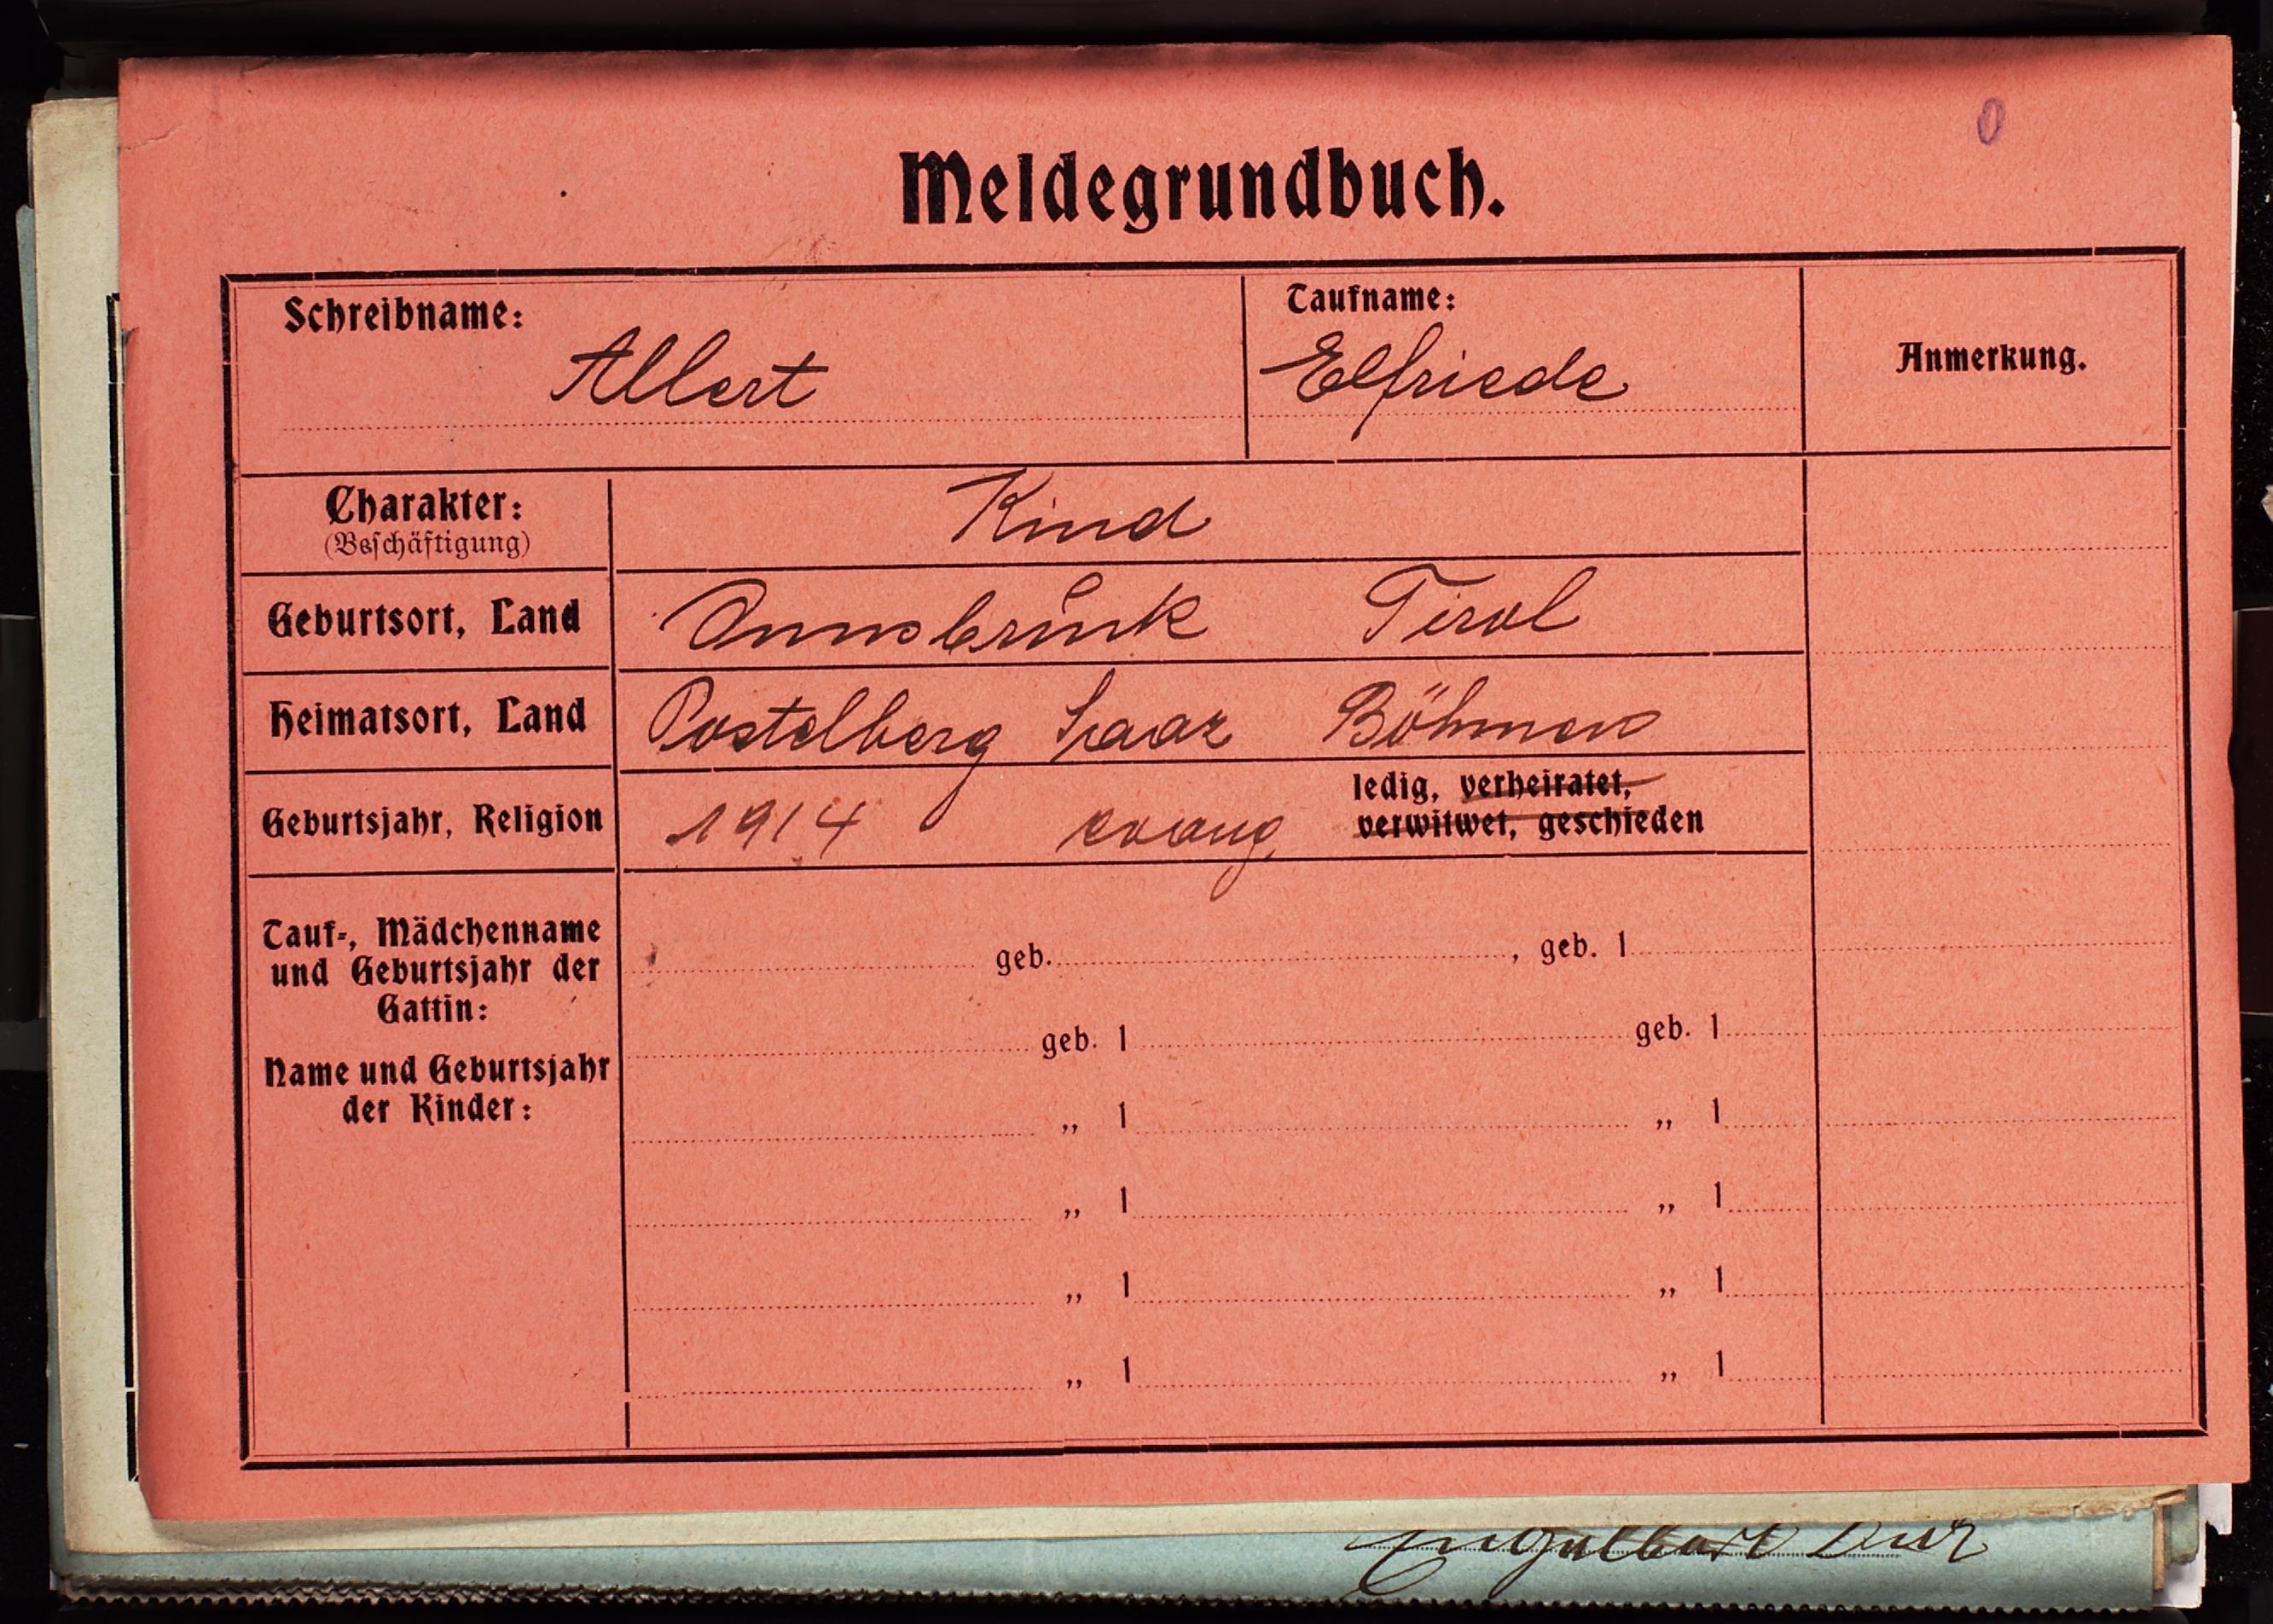 0
Meldegrundbuch.
Schreibname: Taufname: Anmerkung.
Allert Elfriede
Charakter: Kind
(Beschäftigung)
Geburtsort, Land Innsbruck Tirol
Heimatsort, Land Postelberg Saaz Böhmen
Geburtsjahr, Religion 1914 evang. ledig, verheiratet,
verwitwet, geschieden
Tauf-, Mädchenname
und Geburtsjahr der
Gattin:
geb. , geb. 1
Name und Geburtsjahr
der Kinder:
geb. 1 geb. 1
„ 1 „ 1
„ 1 „ 1
„ 1 „ 1
„ 1 „ 1